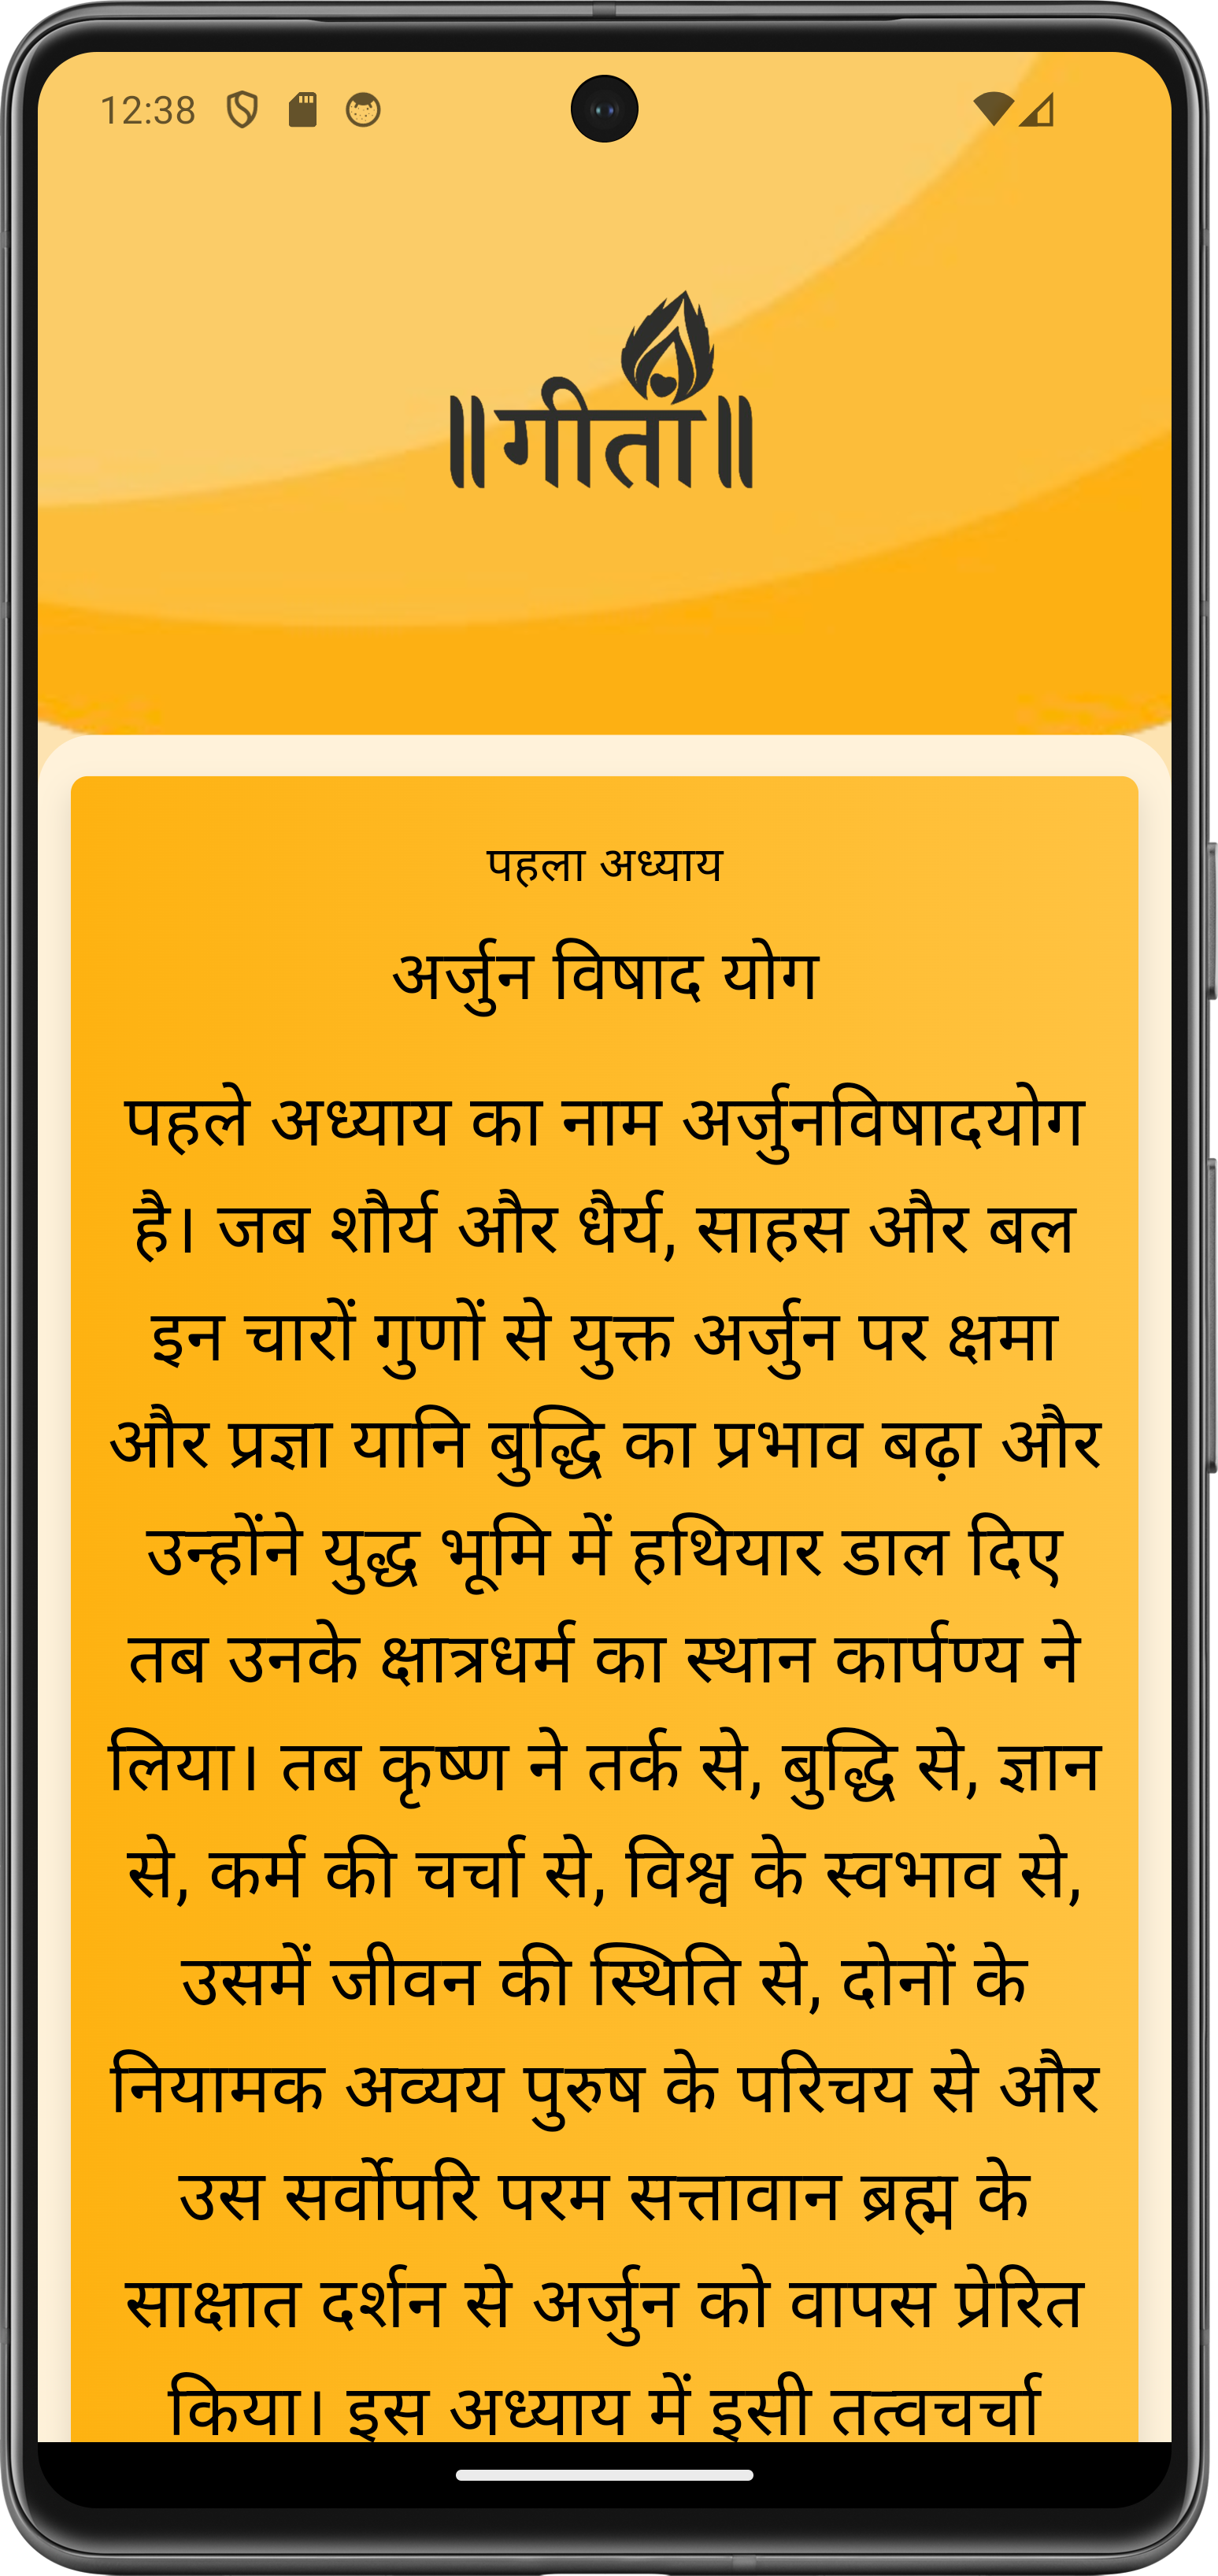 12:38
॥गीता॥
पहला अध्याय
अर्जुन विषाद योग
पहले अध्याय का नाम अर्जुनविषादयोग
है। जब शौर्य और धैर्य, साहस और बल
इन चारों गुणों से युक्त अर्जुन पर क्षमा
और प्रज्ञा यानि बुद्धि का प्रभाव बढ़ा और
उन्होंने युद्ध भूमि में हथियार डाल दिए
तब उनके क्षात्रधर्म का स्थान कार्पण्य ने
लिया। तब कृष्ण ने तर्क से, बुद्धि से, ज्ञान
से, कर्म की चर्चा से, विश्व के स्वभाव से,
उसमें जीवन की स्थिति से, दोनों के
नियामक अव्यय पुरुष के परिचय से और
उस सर्वोपरि परम सत्तावान ब्रह्म के
साक्षात दर्शन से अर्जुन को वापस प्रेरित
किया। इस अध्याय में इसी तत्वचर्चा